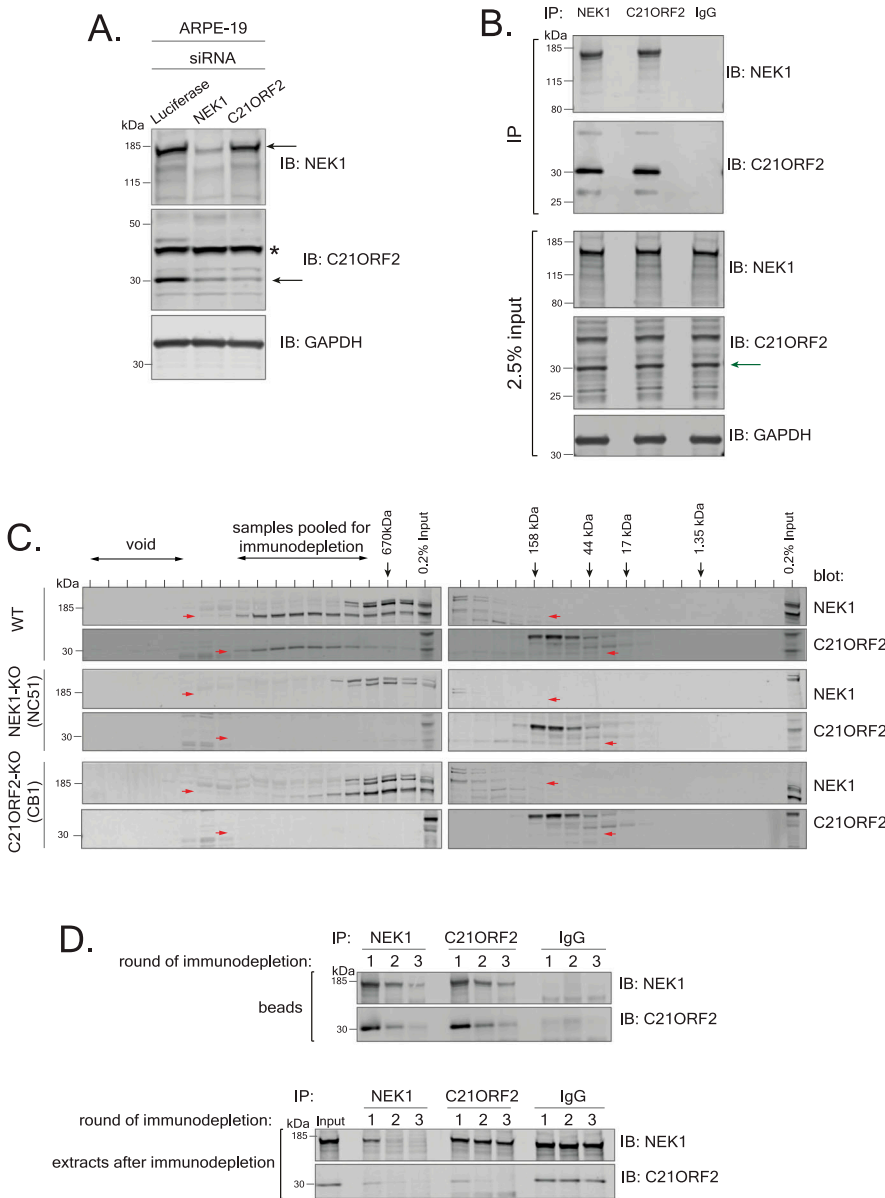 A.
ARPE-19
siRNA
Luciferase
NEK1
C21ORF2
kDa
185
115
IB: NEK1
50
30
*
IB: C21ORF2
30
IB: GAPDH
B.
IP: NEK1 C21ORF2 IgG
kDa
IP
185
115
80
IB: NEK1
30
25
IB: C21ORF2
2.5% input
185
115
80
IB: NEK1
30
25
IB: C21ORF2
30
IB: GAPDH
C.
void
samples pooled for
immunodepletion
670kDa
0.2% Input
158 kDa
44 kDa
17 kDa
1.35 kDa
0.2% Input
blot:
kDa
WT
185
NEK1
30
C21ORF2
NEK1-KO
(NC51)
185
NEK1
30
C21ORF2
C21ORF2-KO
(CB1)
185
NEK1
30
C21ORF2
D.
IP: NEK1 C21ORF2 IgG
round of immunodepletion: 1 2 3 1 2 3 1 2 3
kDa
beads
185
IB: NEK1
30
IB: C21ORF2
IP: NEK1 C21ORF2 IgG
round of immunodepletion: Input 1 2 3 1 2 3 1 2 3
kDa
extracts after immunodepletion
185
IB: NEK1
30
IB: C21ORF2